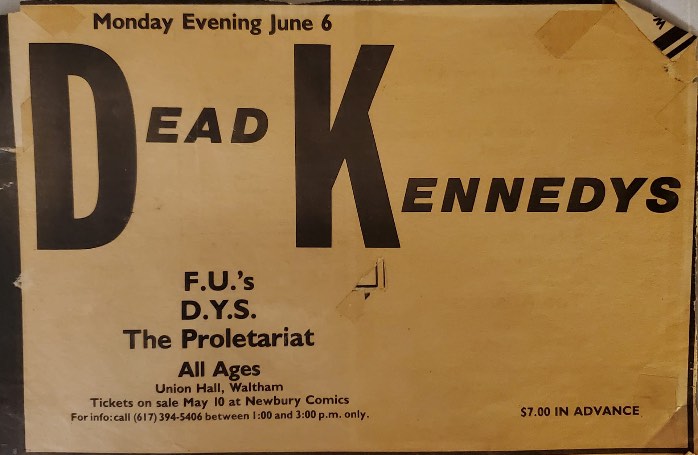 Monday Evening June 6
DEAD KENNEDYS
F.U.'s
D.Y.S.
The Proletariat
All Ages
Union Hall, Waltham
Tickets on sale May 10 at Newbury Comics
For info: call (617) 394-5406 between 1:00 and 3:00 p.m. only.
$7.00 IN ADVANCE